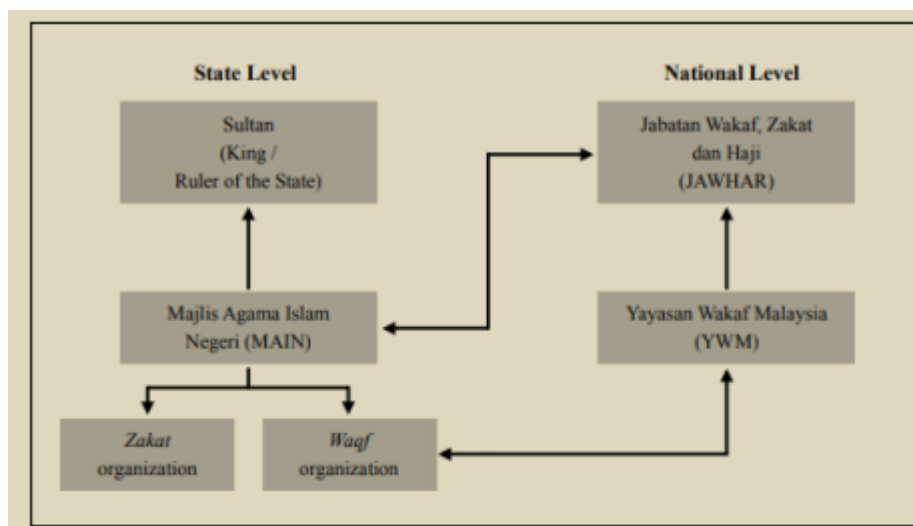 State Level
Sultan
(King /
Ruler of the State)
Majlis Agama Islam
Negeri (MAIN)
Zakat
organization
Waqf
organization
National Level
Jabatan Wakaf, Zakat
dan Haji
(JAWHAR)
Yayasan Wakaf Malaysia
(YWM)